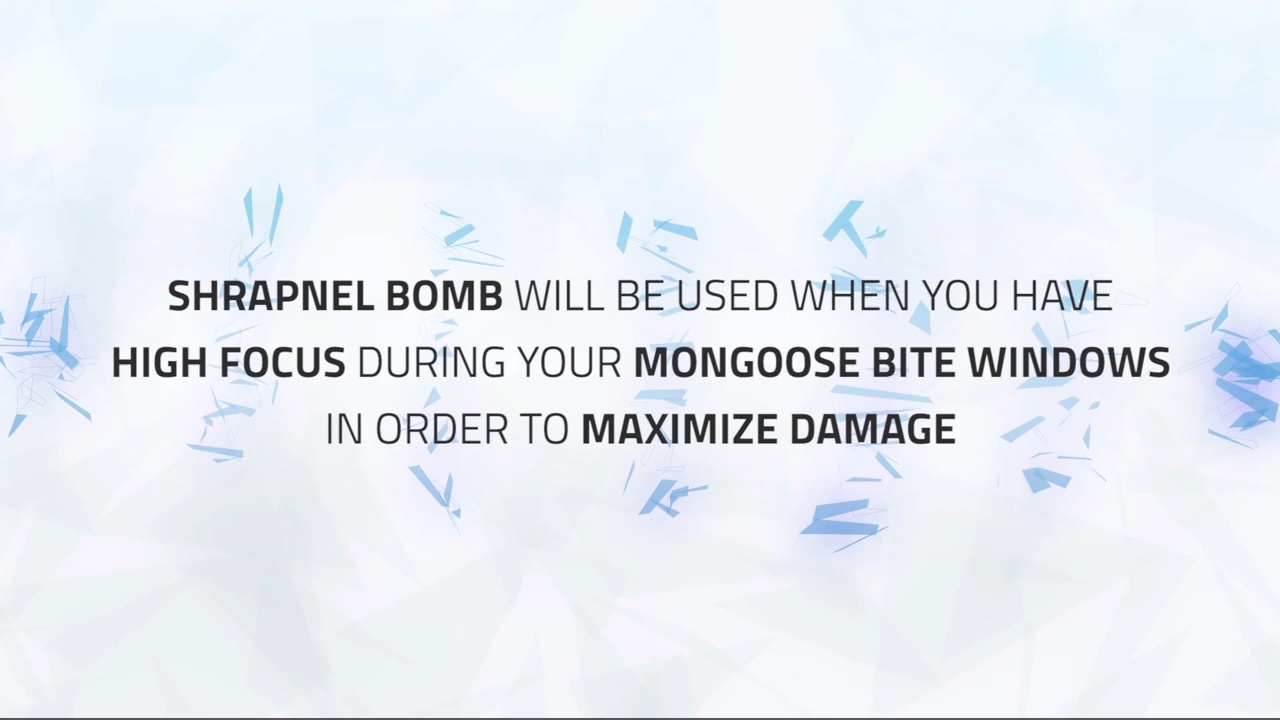 SHRAPNEL BOMB WILL BE USED WHEN YOU HAVE
HIGH FOCUS DURING YOUR MONGOOSE BITE WINDOWS
IN ORDER TO MAXIMIZE DAMAGE